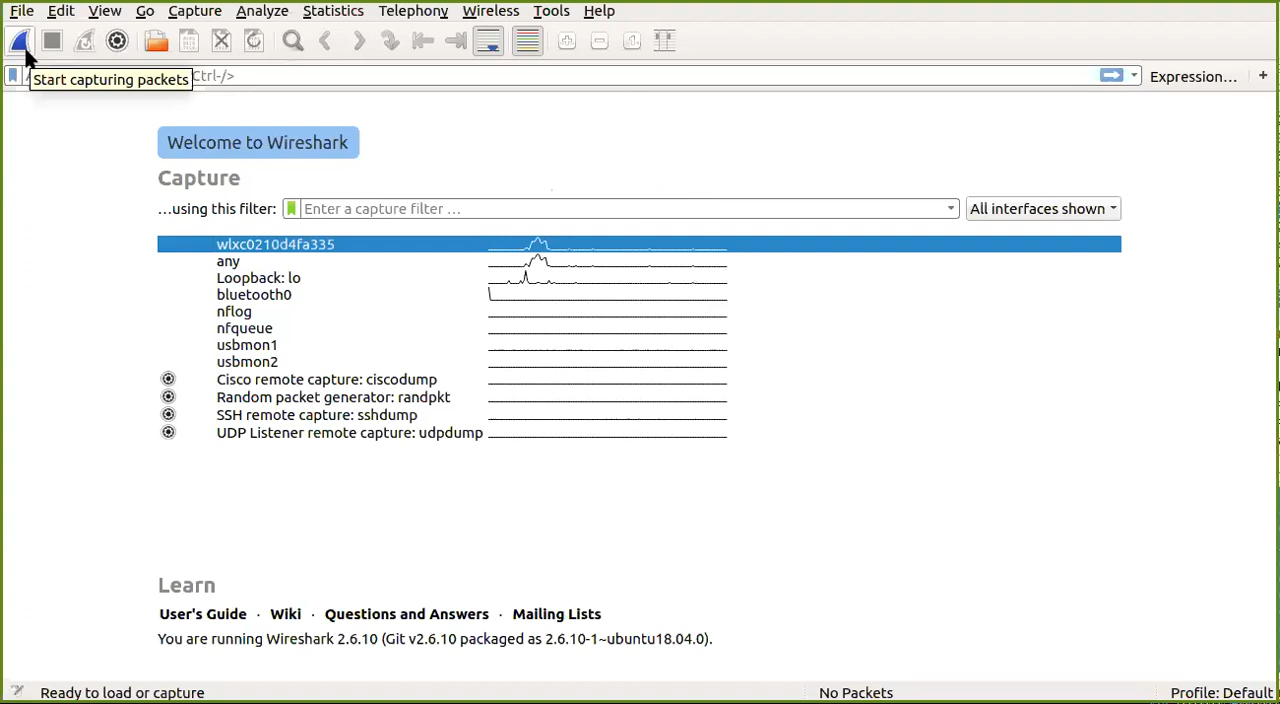 File Edit View Go Capture Analyze Statistics Telephony Wireless Tools Help
Start capturing packets
Ctrl-/> Expression… +
Welcome to Wireshark
Capture
…using this filter: Enter a capture filter … All interfaces shown
wlxc0210d4fa335
any
Loopback: lo
bluetooth0
nflog
nfqueue
usbmon1
usbmon2
Cisco remote capture: ciscodump
Random packet generator: randpkt
SSH remote capture: sshdump
UDP Listener remote capture: udpdump
Learn
User's Guide · Wiki · Questions and Answers · Mailing Lists
You are running Wireshark 2.6.10 (Git v2.6.10 packaged as 2.6.10-1~ubuntu18.04.0).
Ready to load or capture No Packets Profile: Default